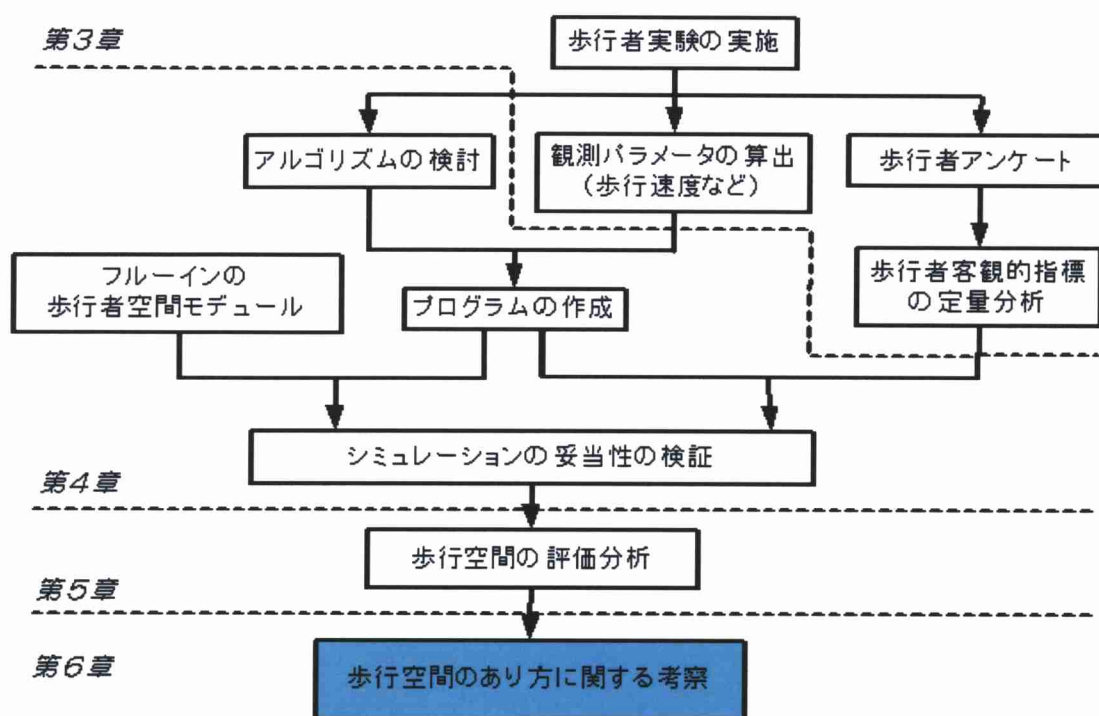 第3章
歩行者実験の実施
アルゴリズムの検討
観測パラメータの算出
(歩行速度など)
歩行者アンケート
フルーインの
歩行者空間モデュール
プログラムの作成
歩行者客観的指標
の定量分析
シミュレーションの妥当性の検証
第4章
歩行空間の評価分析
第5章
第6章
歩行空間のあり方に関する考察